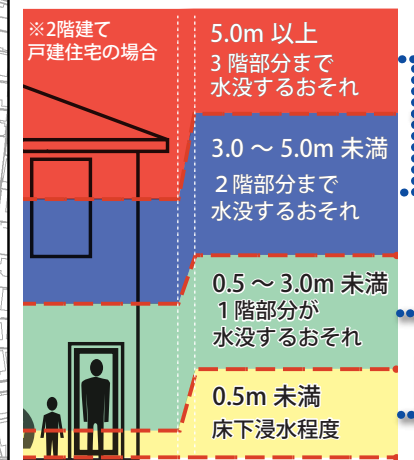 ※2階建て
戸建住宅の場合
5.0m 以上
3 階部分まで
水没するおそれ
3.0 ～ 5.0m 未満
２階部分まで
水没するおそれ
0.5 ～ 3.0m 未満
１階部分が
水没するおそれ
0.5m 未満
床下浸水程度